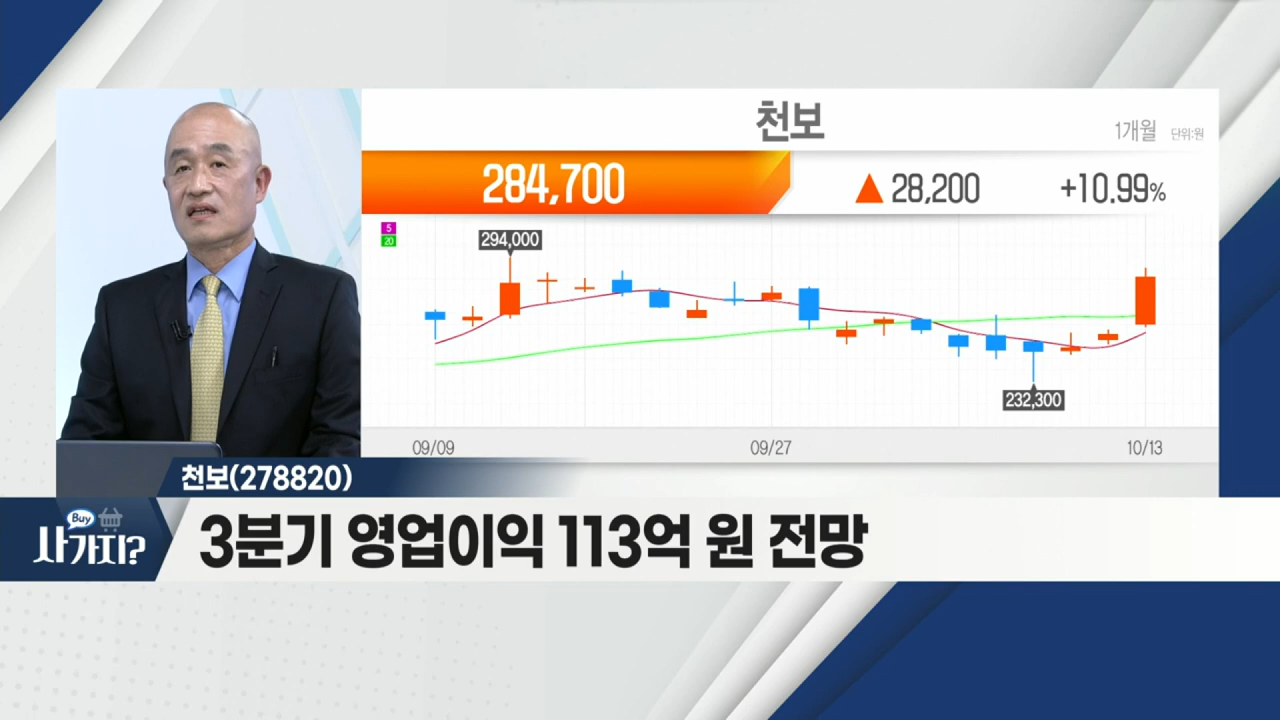 천보
1개월 단위:원
284,700 ▲28,200 +10.99%
5
20
294,000
232,300
09/09 09/27 10/13
천보(278820)
Buy
사가지?
3분기 영업이익 113억 원 전망